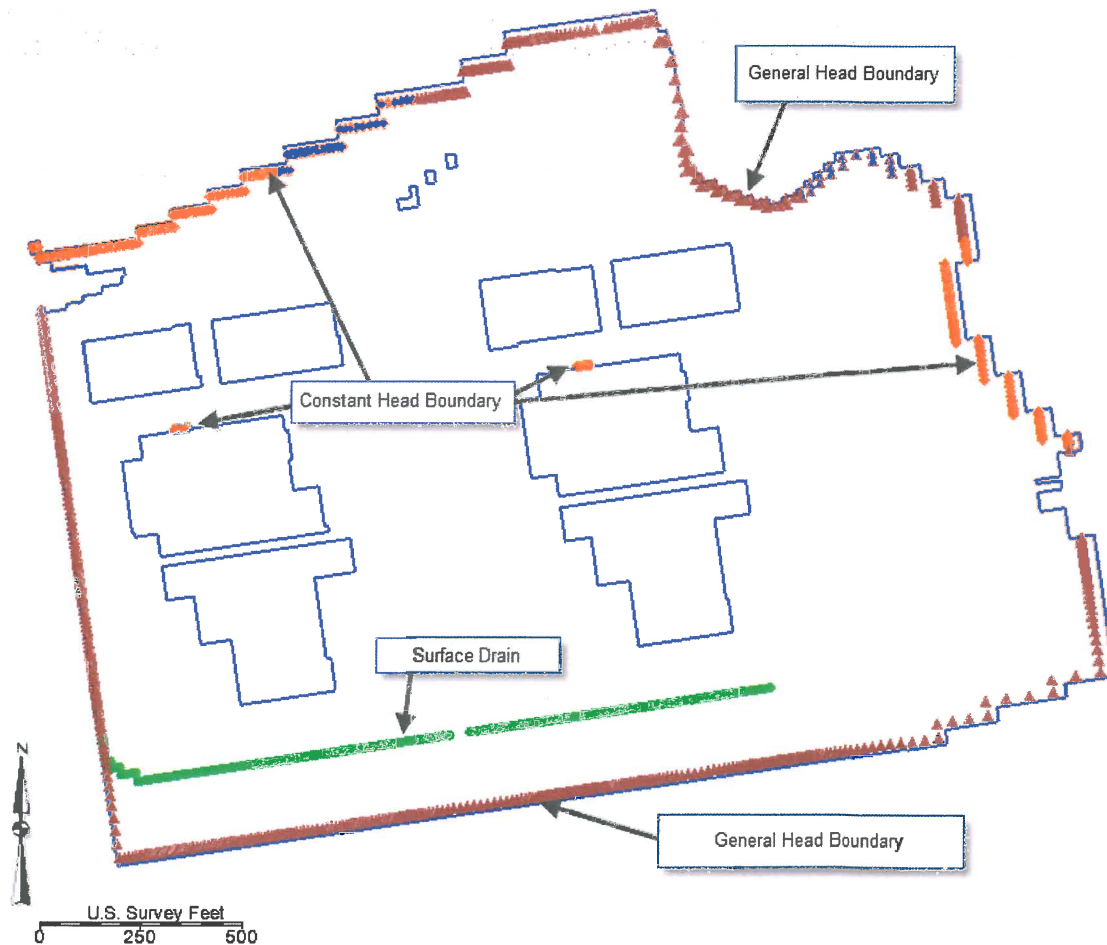 General Head Boundary
Constant Head Boundary
Surface Drain
General Head Boundary
N
U.S. Survey Feet
0 250 500